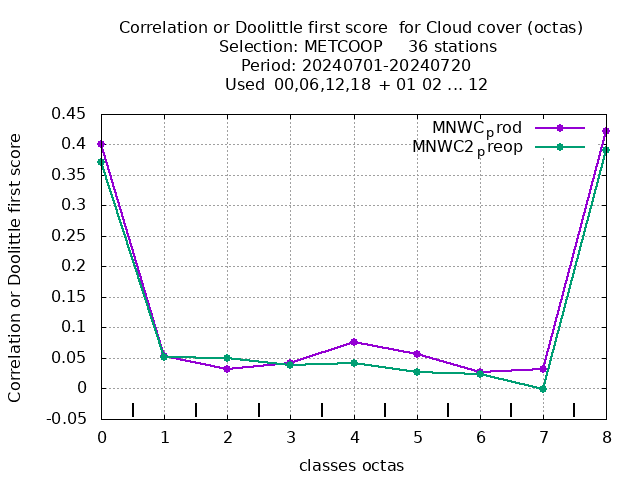 Correlation or Doolittle first score  for Cloud cover (octas)
Selection: METCOOP     36 stations
Period: 20240701-20240720
Used  00,06,12,18 + 01 02 ... 12
MNWCprod
MNWC2preop
Correlation or Doolittle first score
0.45
0.4
0.35
0.3
0.25
0.2
0.15
0.1
0.05
0
-0.05
0 1 2 3 4 5 6 7 8
classes octas